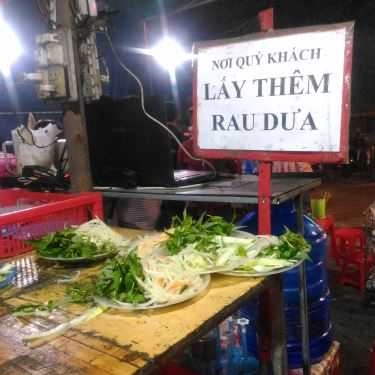 NƠI QUÝ KHÁCH
LẤY THÊM
RAU DƯA